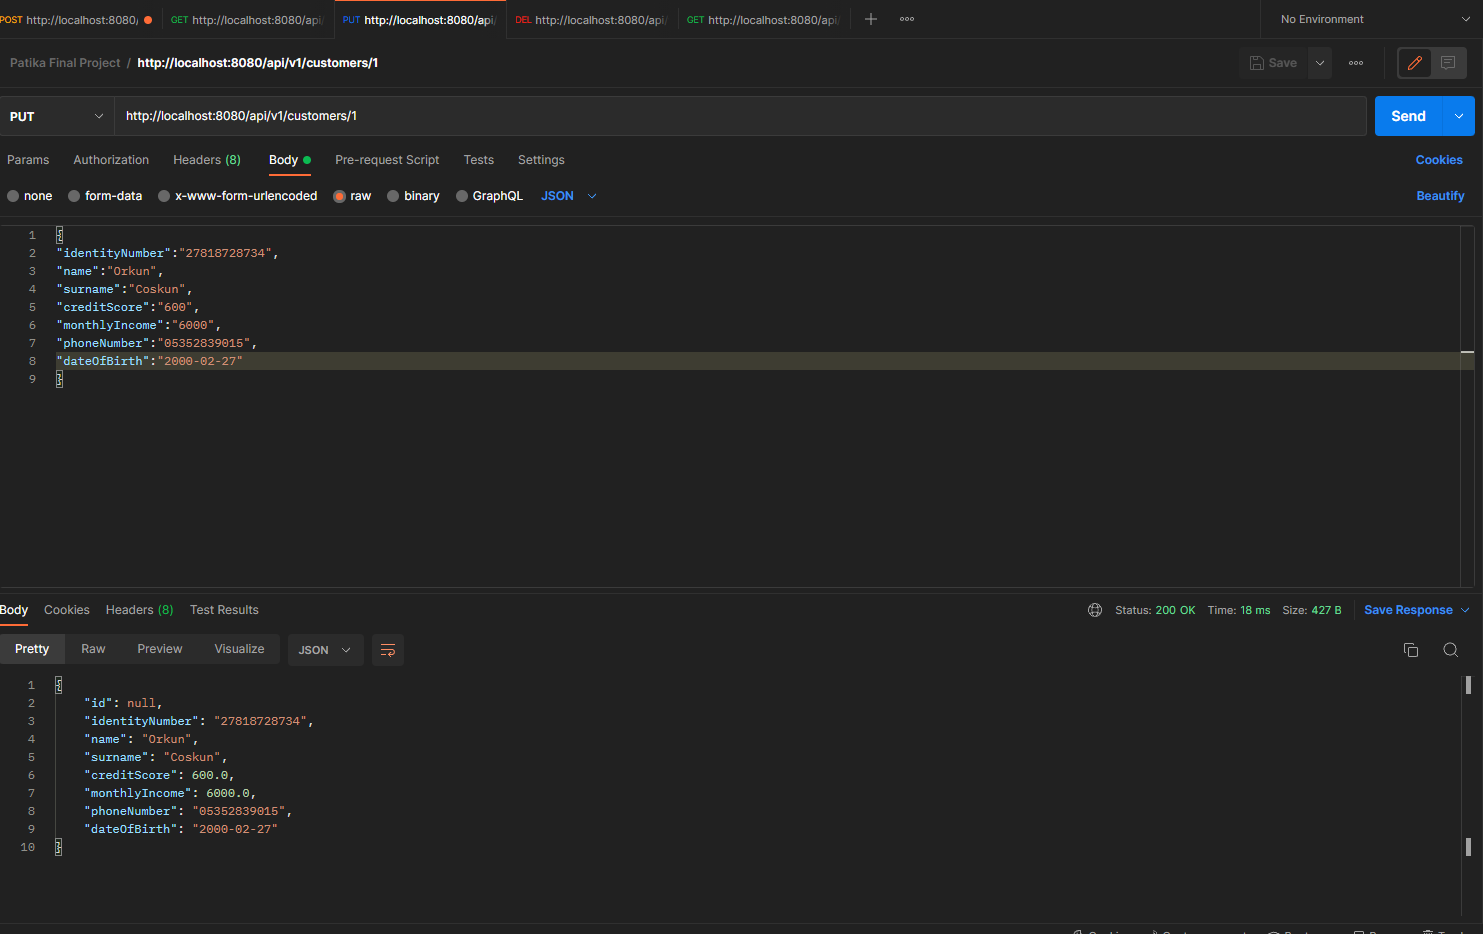 POST http://localhost:8080/ GET http://localhost:8080/api/ PUT http://localhost:8080/api/ DEL http://localhost:8080/api/ GET http://localhost:8080/api/ No Environment
Patika Final Project / http://localhost:8080/api/v1/customers/1 Save
PUT http://localhost:8080/api/v1/customers/1 Send
Params Authorization Headers (8) Body Pre-request Script Tests Settings Cookies
none form-data x-www-form-urlencoded raw binary GraphQL JSON Beautify
1 {
2 "identityNumber":"27818728734",
3 "name":"Orkun",
4 "surname":"Coskun",
5 "creditScore":"600",
6 "monthlyIncome":"6000",
7 "phoneNumber":"05352839015",
8 "dateOfBirth":"2000-02-27"
9 }
Body Cookies Headers (8) Test Results Status: 200 OK Time: 18 ms Size: 427 B Save Response
Pretty Raw Preview Visualize JSON
1 {
2 "id": null,
3 "identityNumber": "27818728734",
4 "name": "Orkun",
5 "surname": "Coskun",
6 "creditScore": 600.0,
7 "monthlyIncome": 6000.0,
8 "phoneNumber": "05352839015",
9 "dateOfBirth": "2000-02-27"
10 }